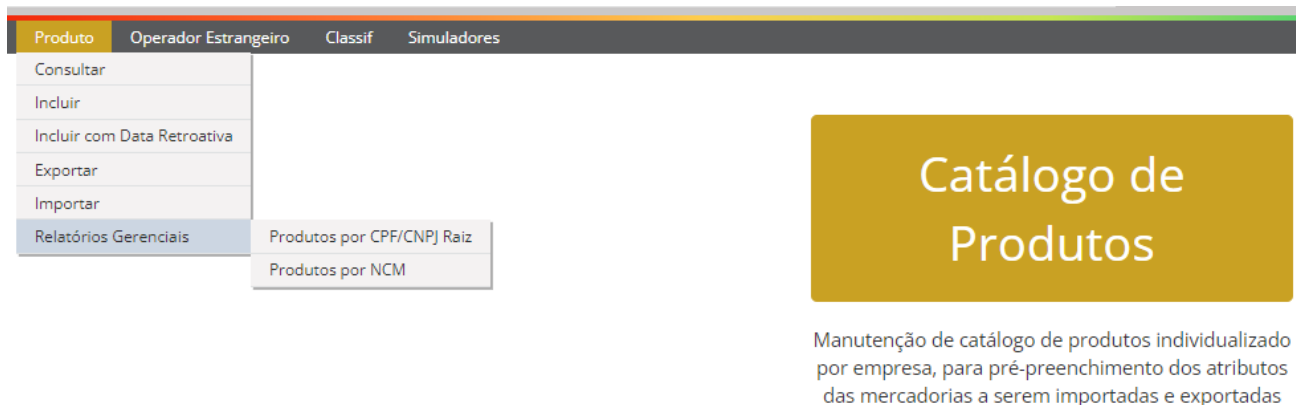 Produto Operador Estrangeiro Classif Simuladores
Consultar
Incluir
Incluir com Data Retroativa
Exportar
Importar
Relatórios Gerenciais
Produtos por CPF/CNPJ Raiz
Produtos por NCM
Catálogo de
Produtos
Manutenção de catálogo de produtos individualizado
por empresa, para pré-preenchimento dos atributos
das mercadorias a serem importadas e exportadas